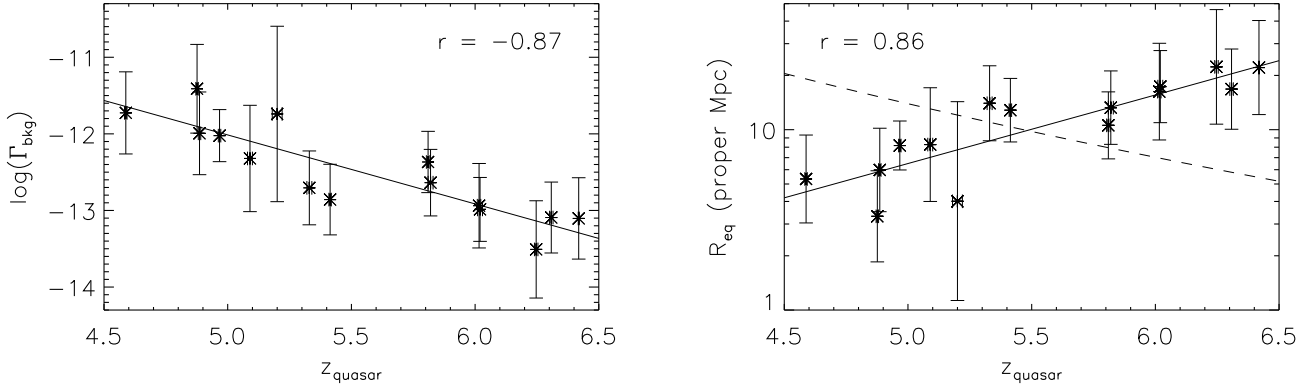 r = −0.87
log(Γbkg)
−11
−12
−13
−14
4.5 5.0 5.5 6.0 6.5
zquasar
r = 0.86
Req (proper Mpc)
10
1
4.5 5.0 5.5 6.0 6.5
zquasar